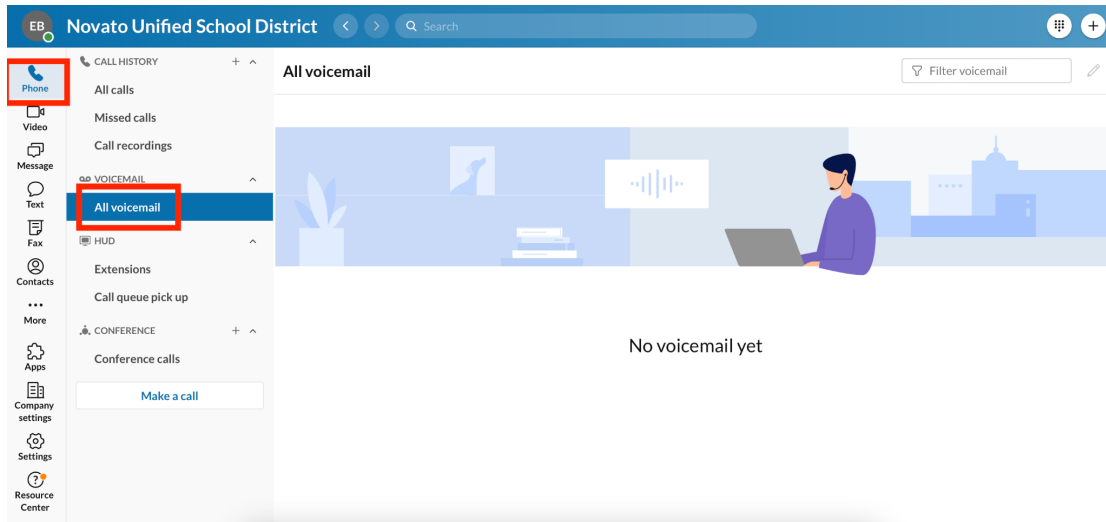 EB
Novato Unified School District
Search
Phone
Video
Message
Text
Fax
Contacts
More
Apps
Company
settings
Settings
Resource
Center
CALL HISTORY
All calls
Missed calls
Call recordings
VOICEMAIL
All voicemail
HUD
Extensions
Call queue pick up
CONFERENCE
Conference calls
Make a call
All voicemail
Filter voicemail
No voicemail yet